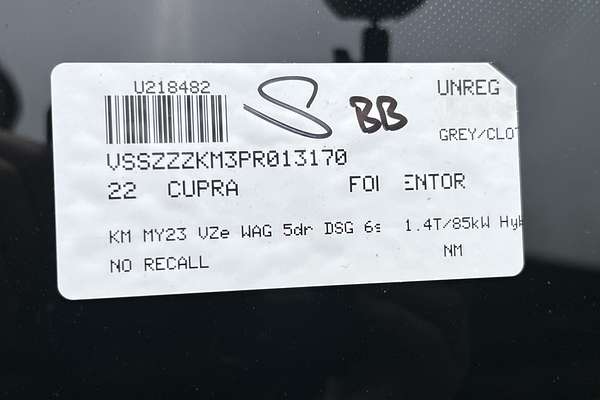 U218482
S BB
UNREG
GREY/CLOT
VSSZZZKM3PR013170
22 CUPRA FOR ENTOR
KM MY23 VZe WAG 5dr DSG 6s 1.4T/85kW Hyb
NO RECALL NM